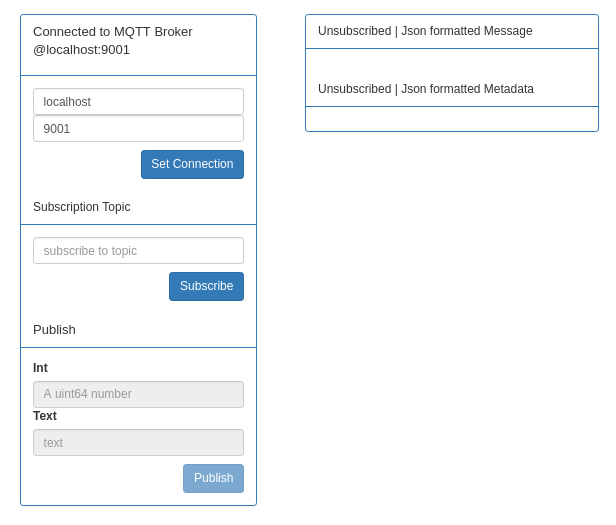 Connected to MQTT Broker
@localhost:9001
localhost
9001
Set Connection
Subscription Topic
subscribe to topic
Subscribe
Publish
Int
A uint64 number
Text
text
Publish
Unsubscribed | Json formatted Message
Unsubscribed | Json formatted Metadata